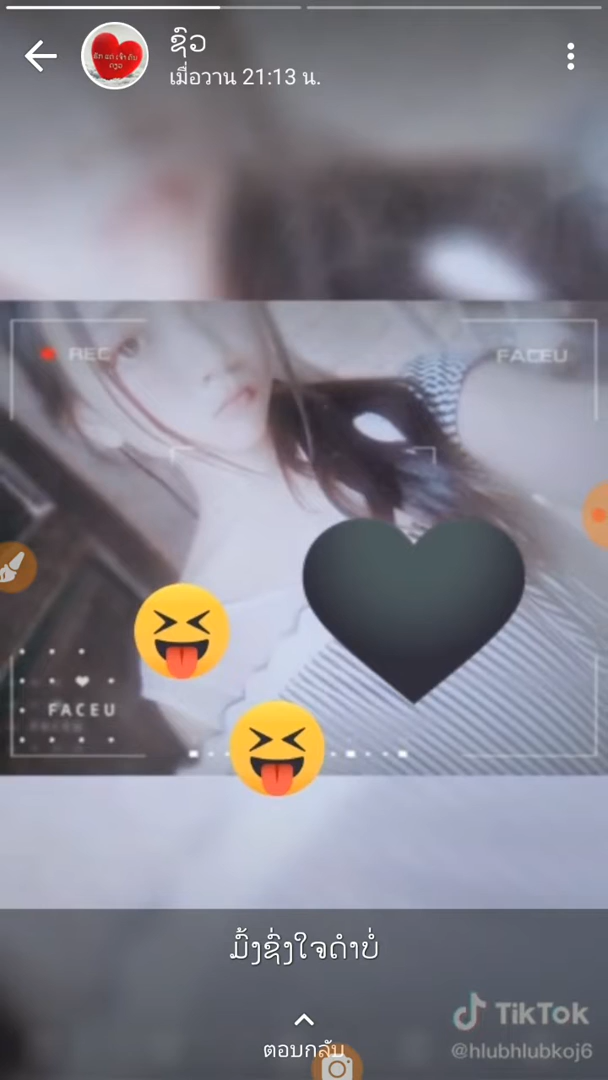 ຊົວ
เมื่อวาน 21:13 น.
REC
FACEU
FACEU
ມົ້ງຊົ່ງໃຈດຳບໍ່
TikTok
ตอบกลับ
@hlubhlubkoj6